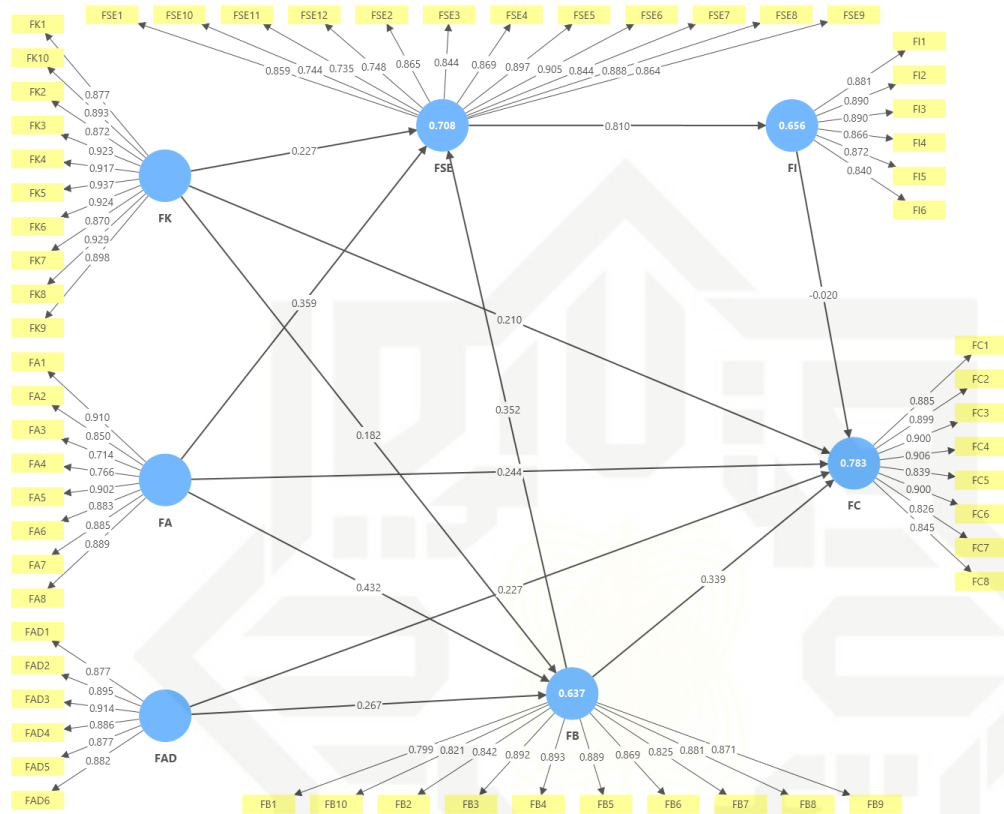 FSE1 FSE10 FSE11 FSE12 FSE2 FSE3 FSE4 FSE5 FSE6 FSE7 FSE8 FSE9
0.859 0.744 0.735 0.748 0.865 0.844 0.869 0.897 0.905 0.844 0.888 0.864
0.708
FSE
FK1
FK10
FK2
FK3
FK4
FK5
FK6
FK7
FK8
FK9
0.877
0.893
0.872
0.923
0.917
0.937
0.924
0.870
0.929
0.898
FK
0.227
0.810
0.656
FI
0.881
0.890
0.890
0.866
0.872
0.840
FI1
FI2
FI3
FI4
FI5
FI6
0.359
0.210
-0.020
0.182
0.352
FA1
FA2
FA3
FA4
FA5
FA6
FA7
FA8
0.910
0.850
0.714
0.766
0.902
0.883
0.885
0.889
FA
0.244
0.432
0.227
0.339
0.783
FC
0.885
0.899
0.900
0.906
0.839
0.900
0.826
0.845
FC1
FC2
FC3
FC4
FC5
FC6
FC7
FC8
FAD1
FAD2
FAD3
FAD4
FAD5
FAD6
0.877
0.895
0.914
0.886
0.877
0.882
FAD
0.267
0.637
FB
0.799 0.821 0.842 0.892 0.893 0.889 0.869 0.825 0.881 0.871
FB1 FB10 FB2 FB3 FB4 FB5 FB6 FB7 FB8 FB9